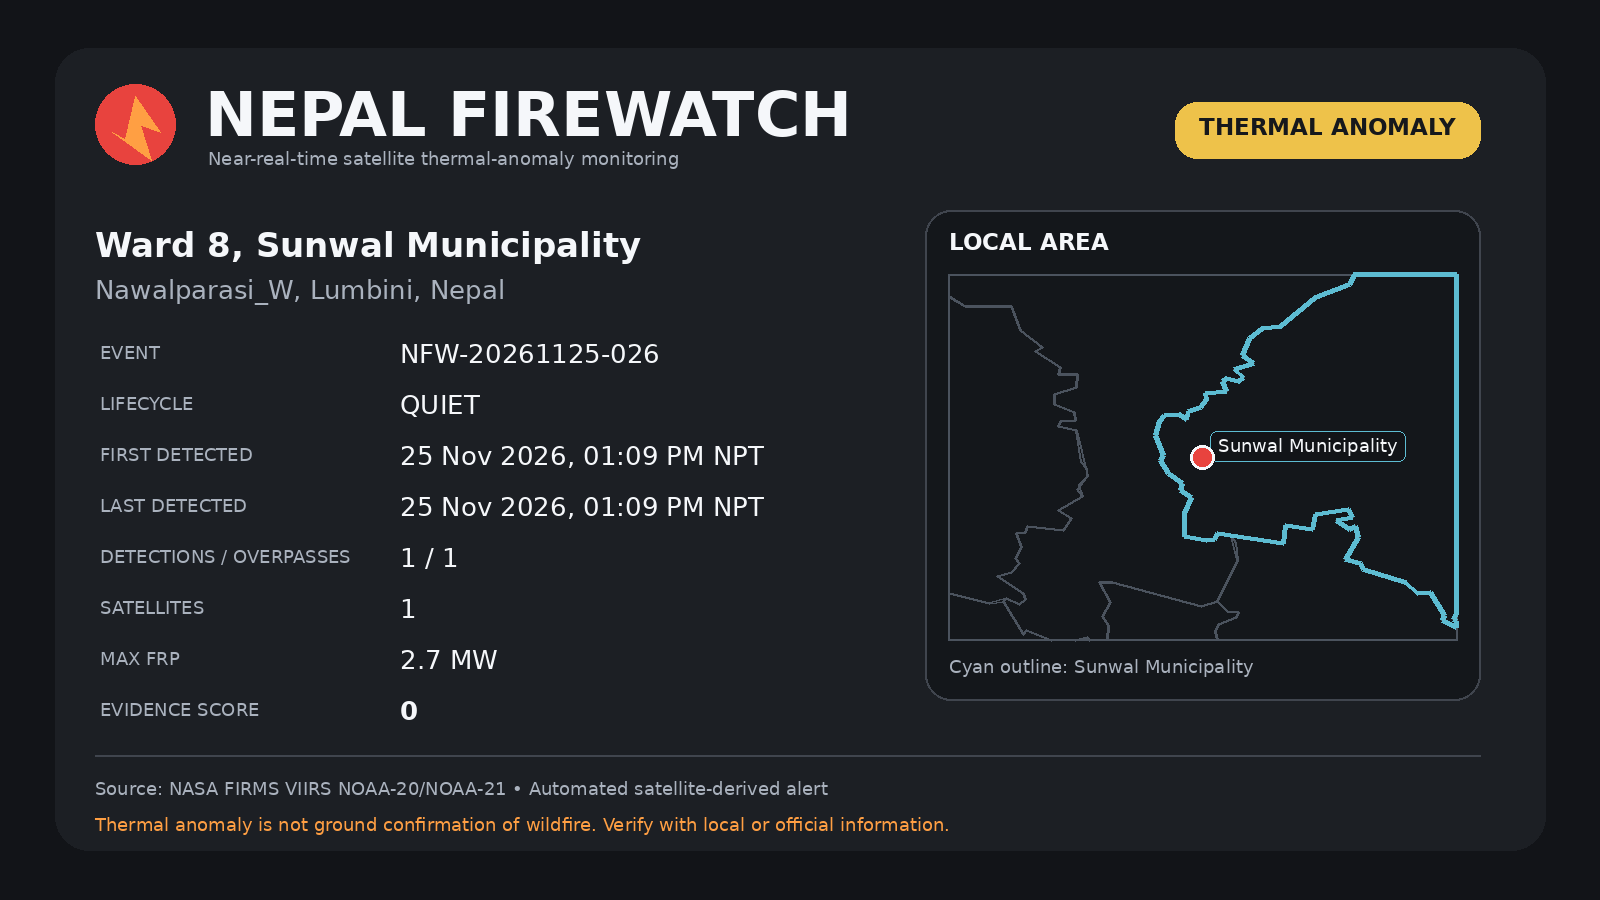 NEPAL FIREWATCH
Near-real-time satellite thermal-anomaly monitoring
THERMAL ANOMALY
Ward 8, Sunwal Municipality
Nawalparasi_W, Lumbini, Nepal
EVENT NFW-20261125-026
LIFECYCLE QUIET
FIRST DETECTED 25 Nov 2026, 01:09 PM NPT
LAST DETECTED 25 Nov 2026, 01:09 PM NPT
DETECTIONS / OVERPASSES 1 / 1
SATELLITES 1
MAX FRP 2.7 MW
EVIDENCE SCORE 0
LOCAL AREA
Sunwal Municipality
Cyan outline: Sunwal Municipality
Source: NASA FIRMS VIIRS NOAA-20/NOAA-21 • Automated satellite-derived alert
Thermal anomaly is not ground confirmation of wildfire. Verify with local or official information.